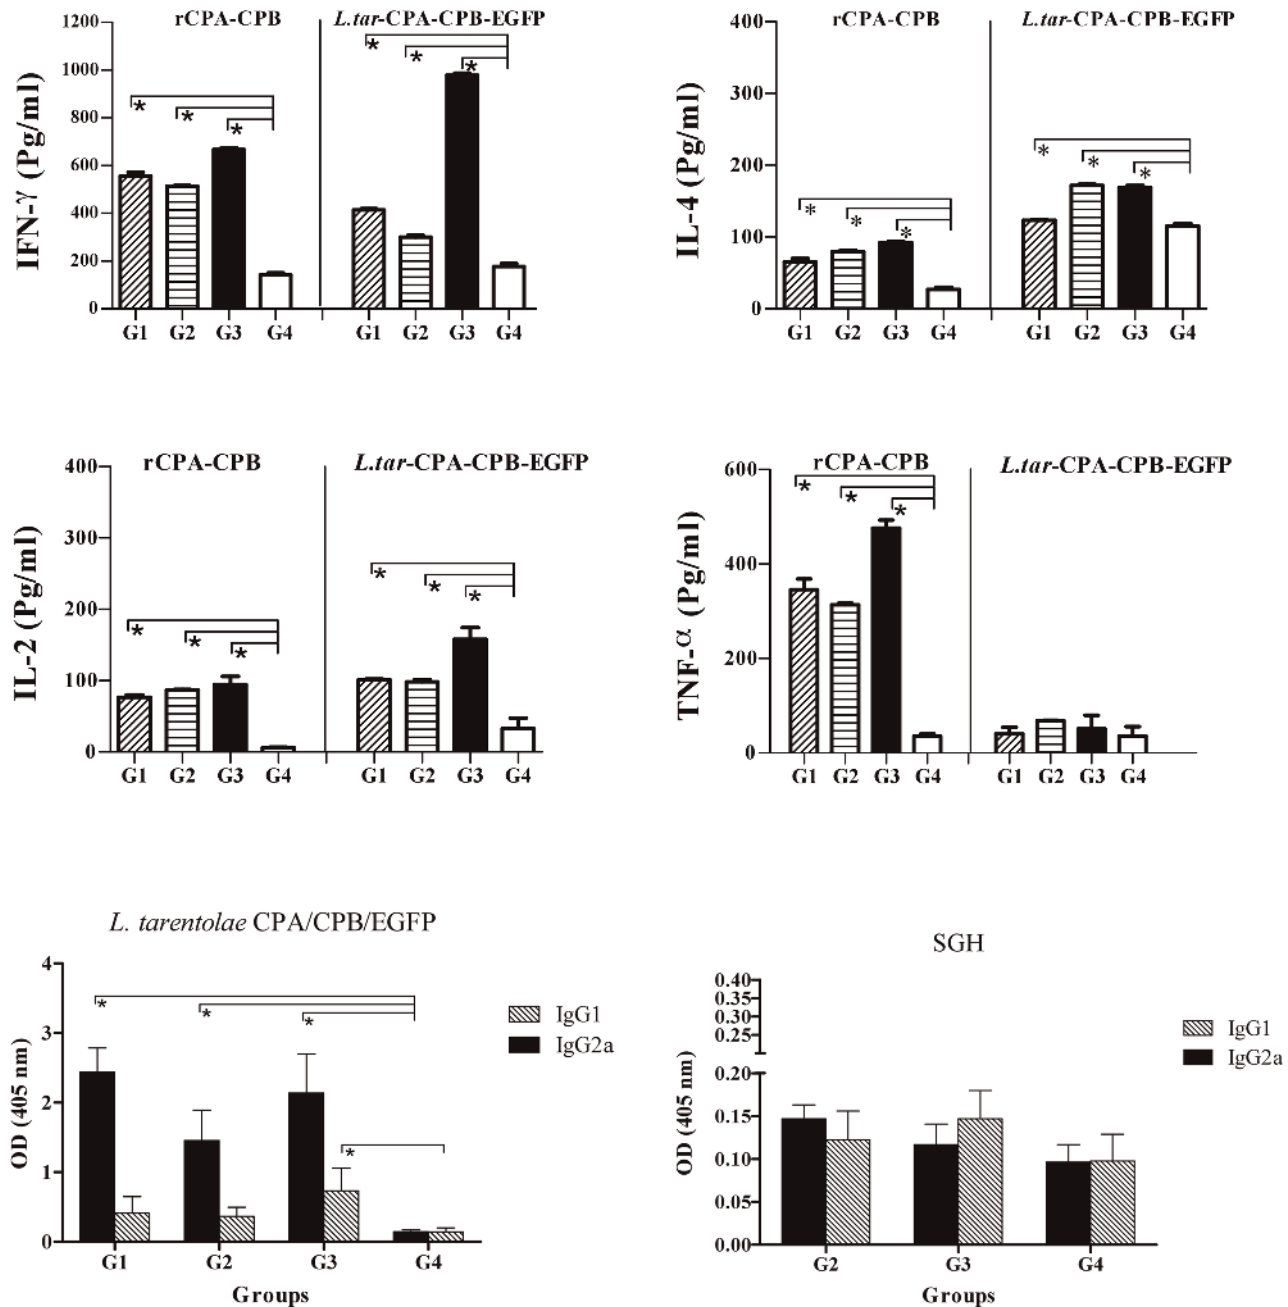 rCPA-CPB L.tar-CPA-CPB-EGFP
IFN-γ (Pg/ml)
1200
1000
800
600
400
200
0
* * * * * *
G1 G2 G3 G4 G1 G2 G3 G4
rCPA-CPB L.tar-CPA-CPB-EGFP
IL-4 (Pg/ml)
400
300
200
100
0
* * * * * *
G1 G2 G3 G4 G1 G2 G3 G4
rCPA-CPB L.tar-CPA-CPB-EGFP
IL-2 (Pg/ml)
400
300
200
100
0
* * * * * *
G1 G2 G3 G4 G1 G2 G3 G4
rCPA-CPB L.tar-CPA-CPB-EGFP
TNF-α (Pg/ml)
600
400
200
0
* * *
G1 G2 G3 G4 G1 G2 G3 G4
L. tarentolae CPA/CPB/EGFP
OD (405 nm)
4
3
2
1
0
* * *
*
IgG1
IgG2a
G1 G2 G3 G4
Groups
SGH
OD (405 nm)
0.40
0.35
0.30
0.25
0.20
0.15
0.10
0.05
0.00
IgG1
IgG2a
G2 G3 G4
Groups